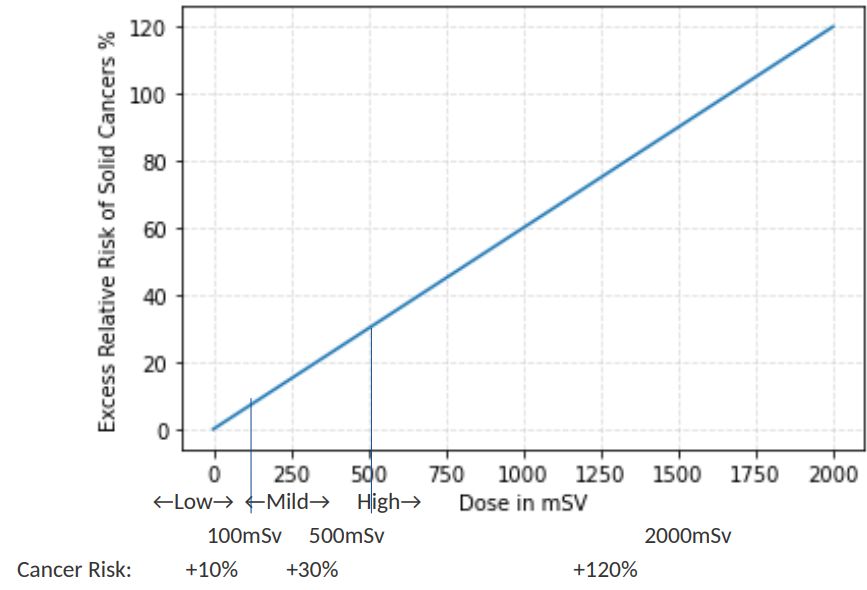 Excess Relative Risk of Solid Cancers %
120
100
80
60
40
20
0
0 250 500 750 1000 1250 1500 1750 2000
←Low→ ←Mild→ High→ Dose in mSV
100mSv 500mSv 2000mSv
Cancer Risk: +10% +30% +120%